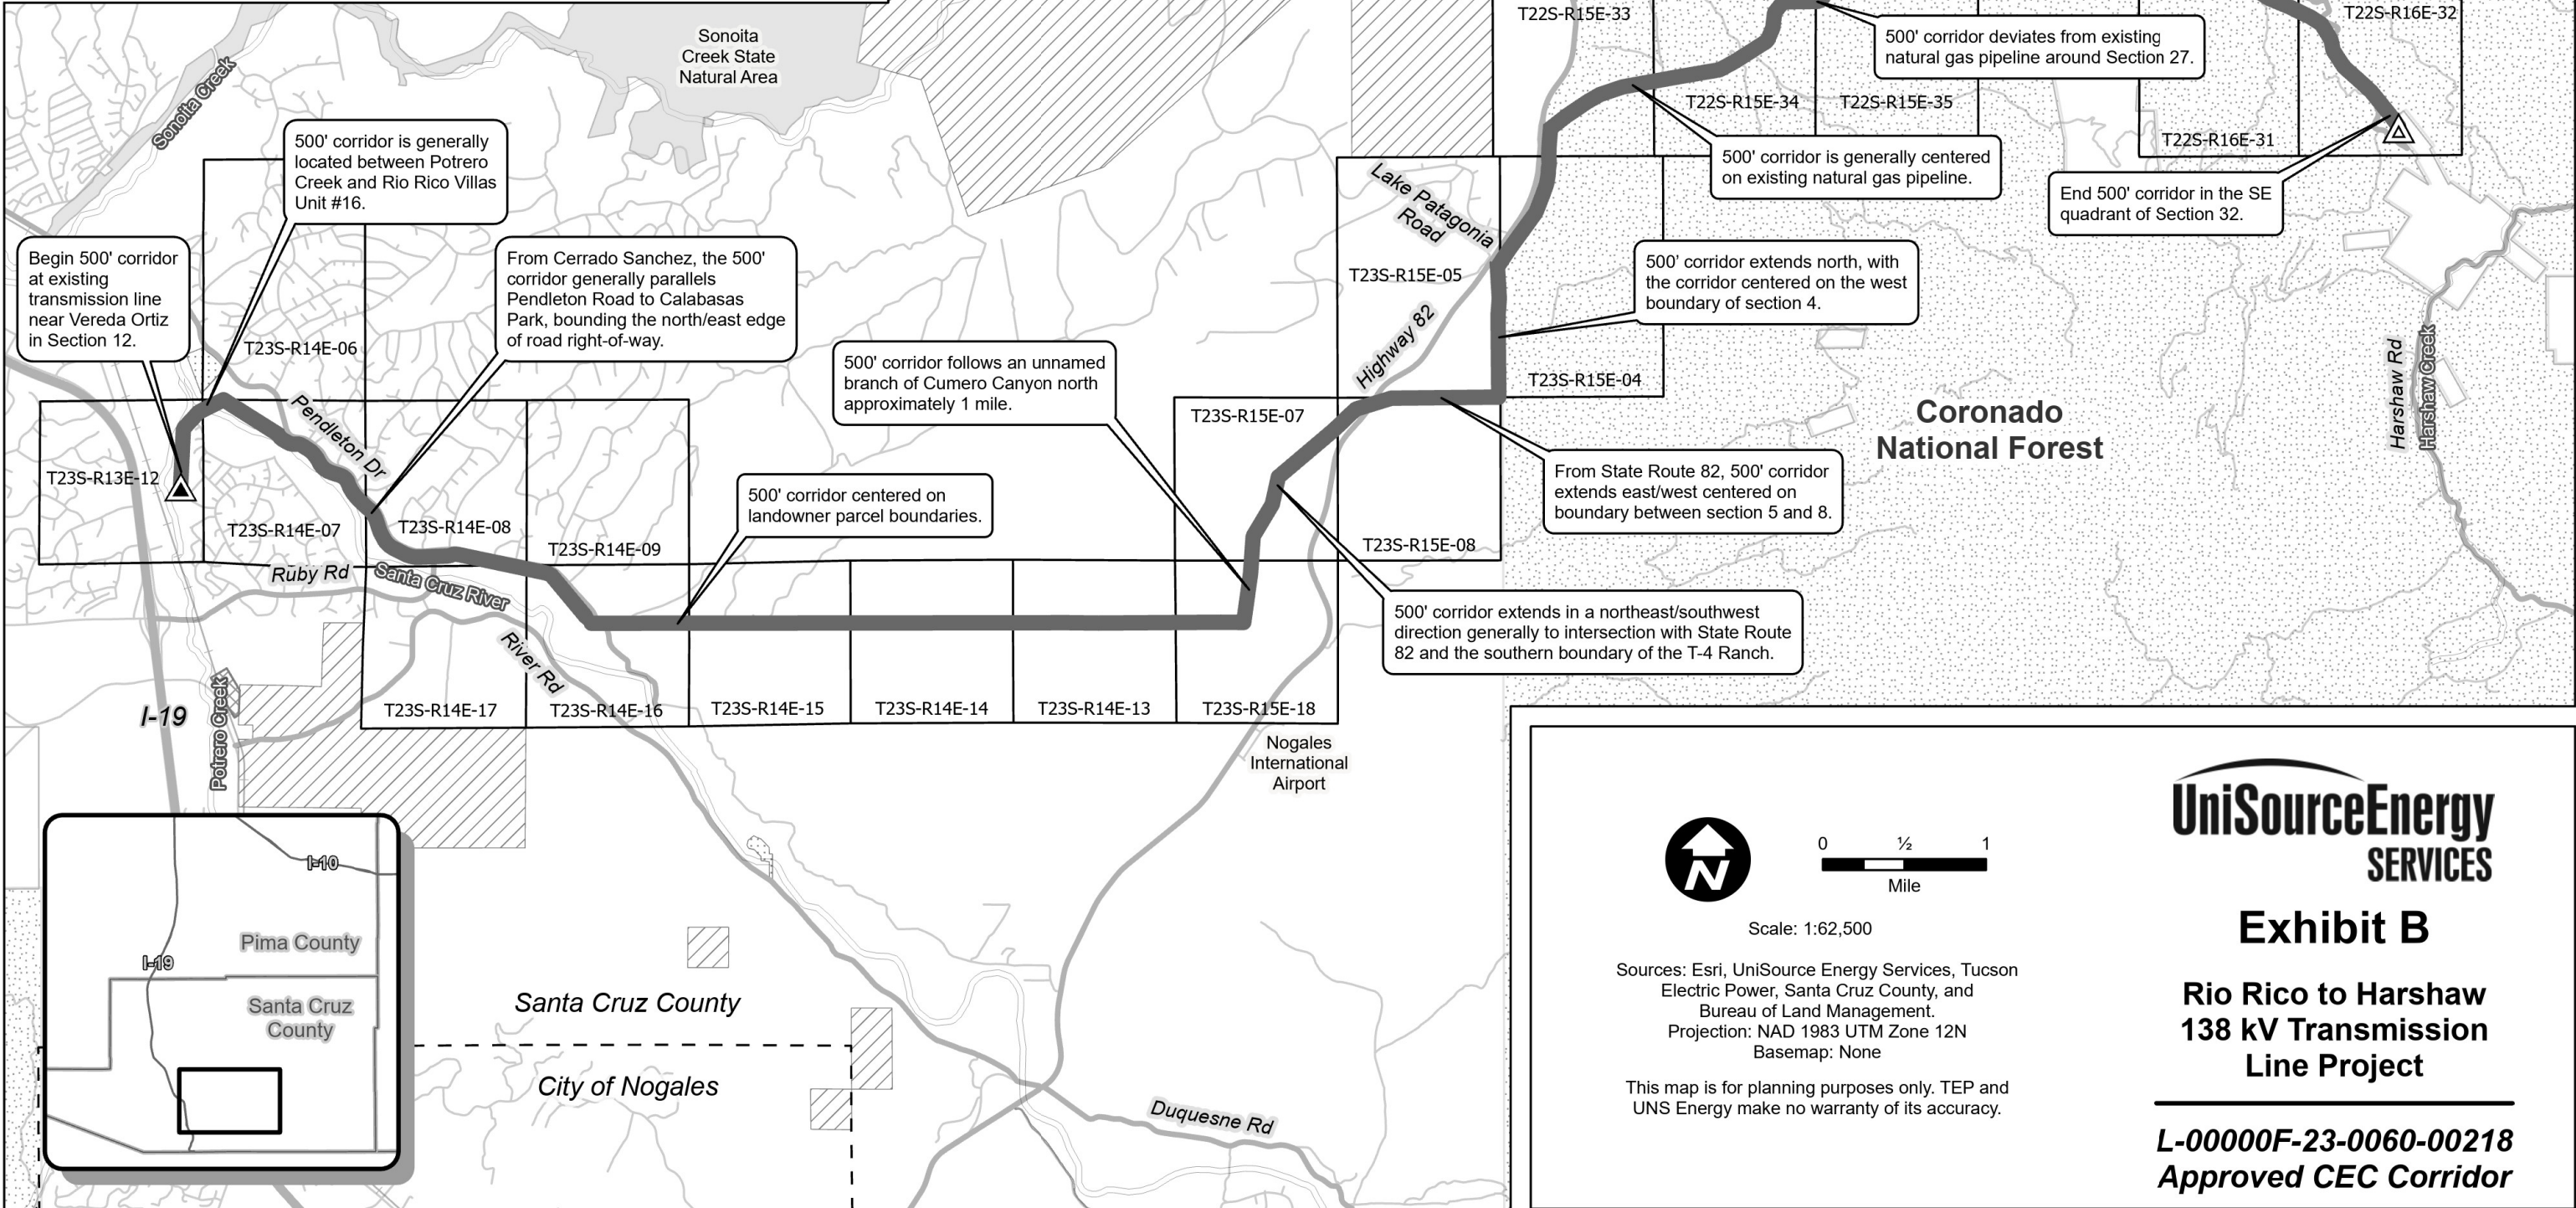 Sonoita
Creek State
Natural Area
Sonoita Creek
T22S-R15E-33
T22S-R16E-32
500' corridor deviates from existing
natural gas pipeline around Section 27.
T22S-R15E-34
T22S-R15E-35
T22S-R16E-31
500' corridor is generally
located between Potrero
Creek and Rio Rico Villas
Unit #16.
500' corridor is generally centered
on existing natural gas pipeline.
End 500' corridor in the SE
quadrant of Section 32.
Lake Patagonia
Road
Begin 500' corridor
at existing
transmission line
near Vereda Ortiz
in Section 12.
From Cerrado Sanchez, the 500'
corridor generally parallels
Pendleton Road to Calabasas
Park, bounding the north/east edge
of road right-of-way.
T23S-R15E-05
500' corridor extends north, with
the corridor centered on the west
boundary of section 4.
Highway 82
T23S-R14E-06
500' corridor follows an unnamed
branch of Cumero Canyon north
approximately 1 mile.
T23S-R15E-04
Harshaw Rd
Harshaw Creek
Pendleton Dr
T23S-R15E-07
Coronado
National Forest
T23S-R13E-12
500' corridor centered on
landowner parcel boundaries.
From State Route 82, 500' corridor
extends east/west centered on
boundary between section 5 and 8.
T23S-R14E-07
T23S-R14E-08
T23S-R14E-09
T23S-R15E-08
Ruby Rd
Santa Cruz River
500' corridor extends in a northeast/southwest
direction generally to intersection with State Route
82 and the southern boundary of the T-4 Ranch.
River Rd
I-19
Potrero Creek
T23S-R14E-17
T23S-R14E-16
T23S-R14E-15
T23S-R14E-14
T23S-R14E-13
T23S-R15E-18
Nogales
International
Airport
I-10
Pima County
I-19
Santa Cruz
County
Santa Cruz County
City of Nogales
Duquesne Rd
N
0 ½ 1
Mile
Scale: 1:62,500
Sources: Esri, UniSource Energy Services, Tucson
Electric Power, Santa Cruz County, and
Bureau of Land Management.
Projection: NAD 1983 UTM Zone 12N
Basemap: None
This map is for planning purposes only. TEP and
UNS Energy make no warranty of its accuracy.
UniSourceEnergy
SERVICES
Exhibit B
Rio Rico to Harshaw
138 kV Transmission
Line Project
L-00000F-23-0060-00218
Approved CEC Corridor